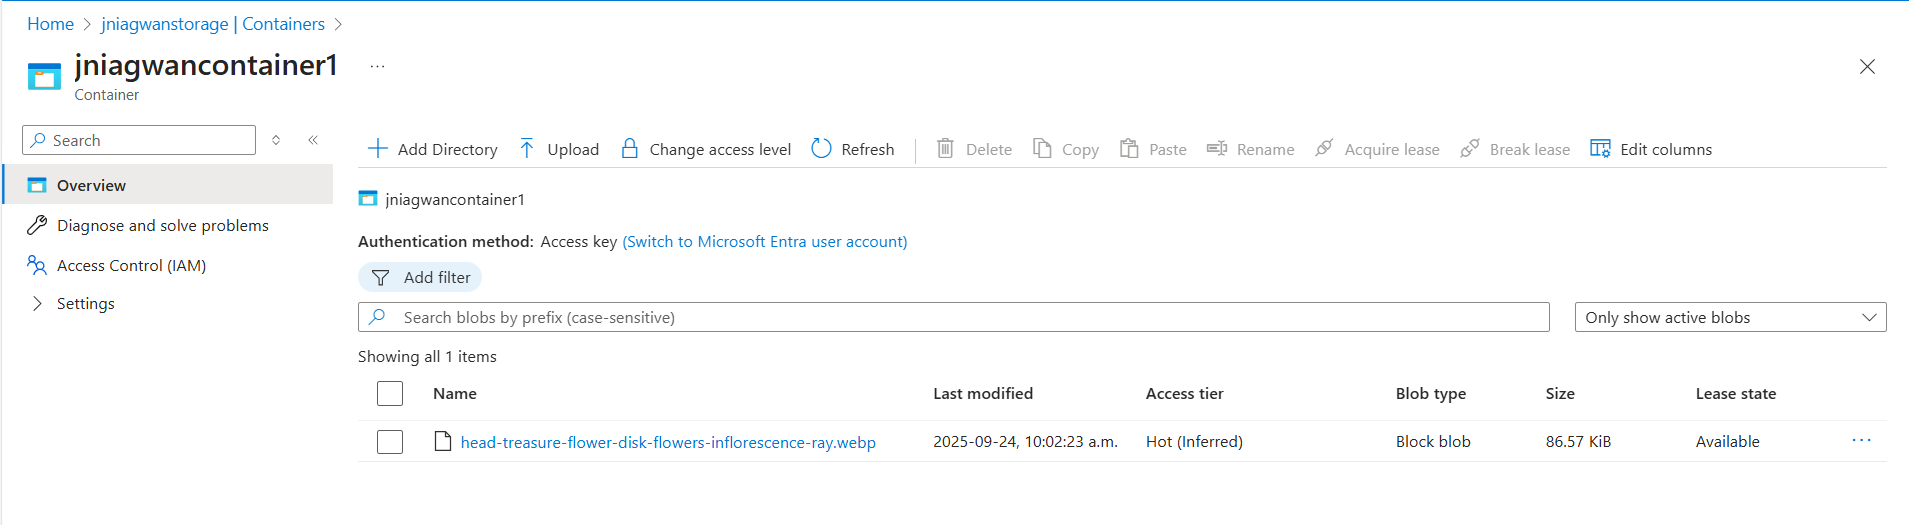 Home > jniagwanstorage | Containers >
jniagwancontainer1 ...
Container
Search
Overview
Diagnose and solve problems
Access Control (IAM)
Settings
Add Directory Upload Change access level Refresh Delete Copy Paste Rename Acquire lease Break lease Edit columns
jniagwancontainer1
Authentication method: Access key (Switch to Microsoft Entra user account)
Add filter
Search blobs by prefix (case-sensitive) Only show active blobs
Showing all 1 items
Name Last modified Access tier Blob type Size Lease state
head-treasure-flower-disk-flowers-inflorescence-ray.webp 2025-09-24, 10:02:23 a.m. Hot (Inferred) Block blob 86.57 KiB Available ...